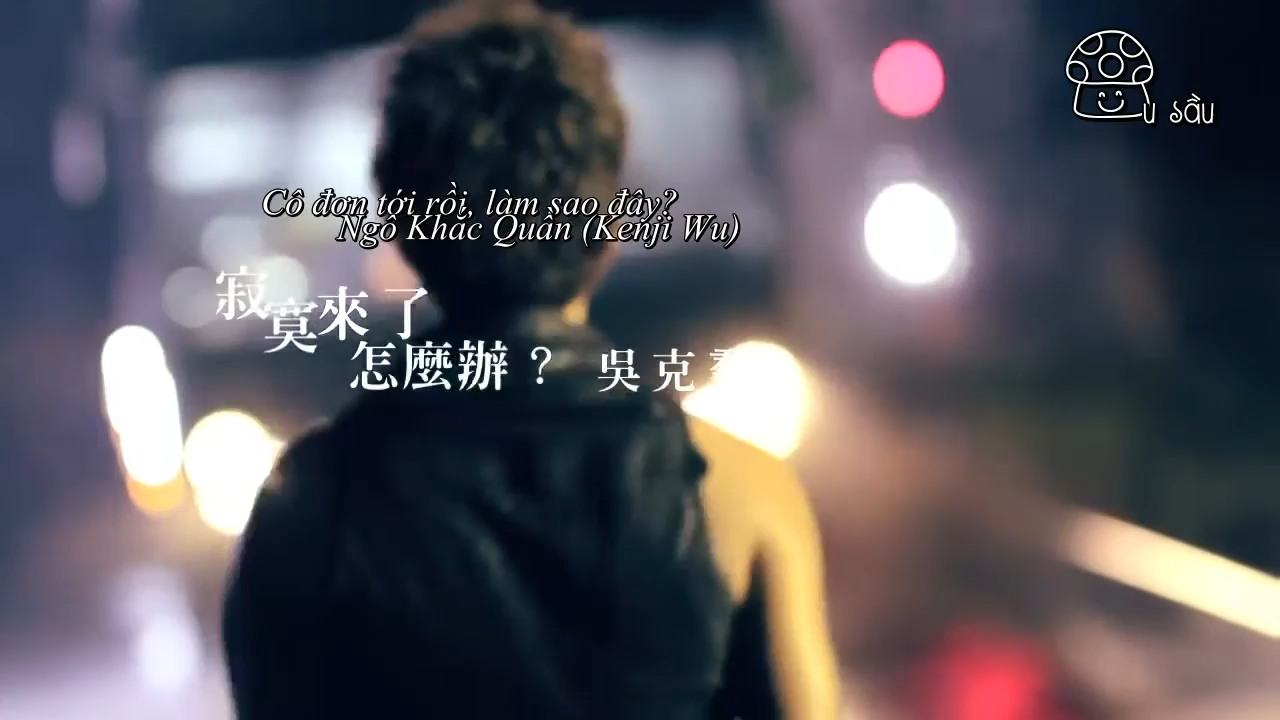 u sầu
Cô đơn tới rồi, làm sao đây?
Ngô Khắc Quần (Kenji Wu)
寂寞來了
怎麼辦？ 吳克羣